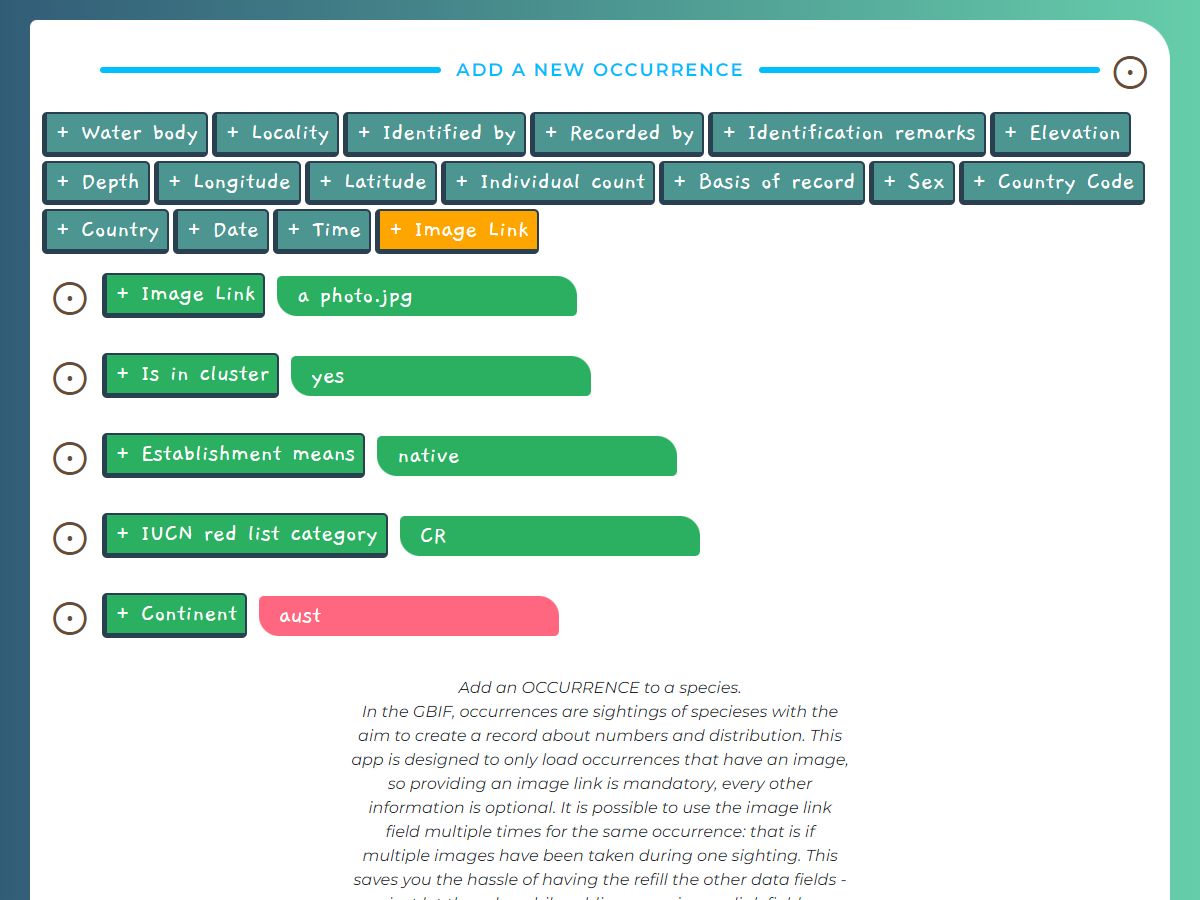 ADD A NEW OCCURRENCE
+ Water body + Locality + Identified by + Recorded by + Identification remarks + Elevation
+ Depth + Longitude + Latitude + Individual count + Basis of record + Sex + Country Code
+ Country + Date + Time + Image Link
+ Image Link a photo.jpg
+ Is in cluster yes
+ Establishment means native
+ IUCN red list category CR
+ Continent aust
Add an OCCURRENCE to a species.
In the GBIF, occurrences are sightings of specieses with the
aim to create a record about numbers and distribution. This
app is designed to only load occurrences that have an image,
so providing an image link is mandatory, every other
information is optional. It is possible to use the image link
field multiple times for the same occurrence: that is if
multiple images have been taken during one sighting. This
saves you the hassle of having the refill the other data fields -